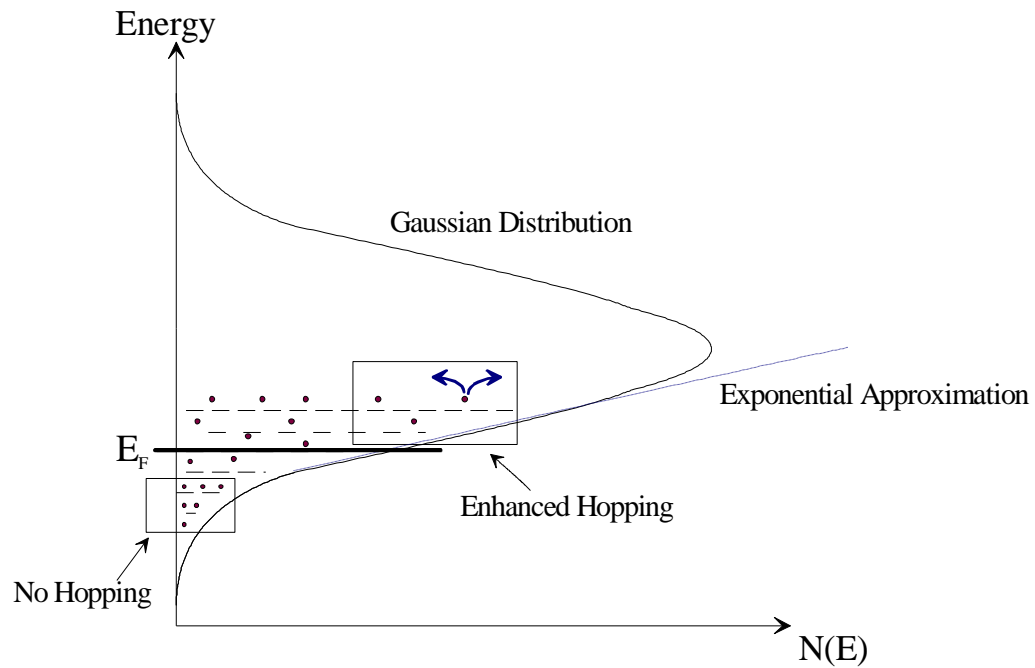 Energy
Gaussian Distribution
Exponential Approximation
E_F
Enhanced Hopping
No Hopping
N(E)